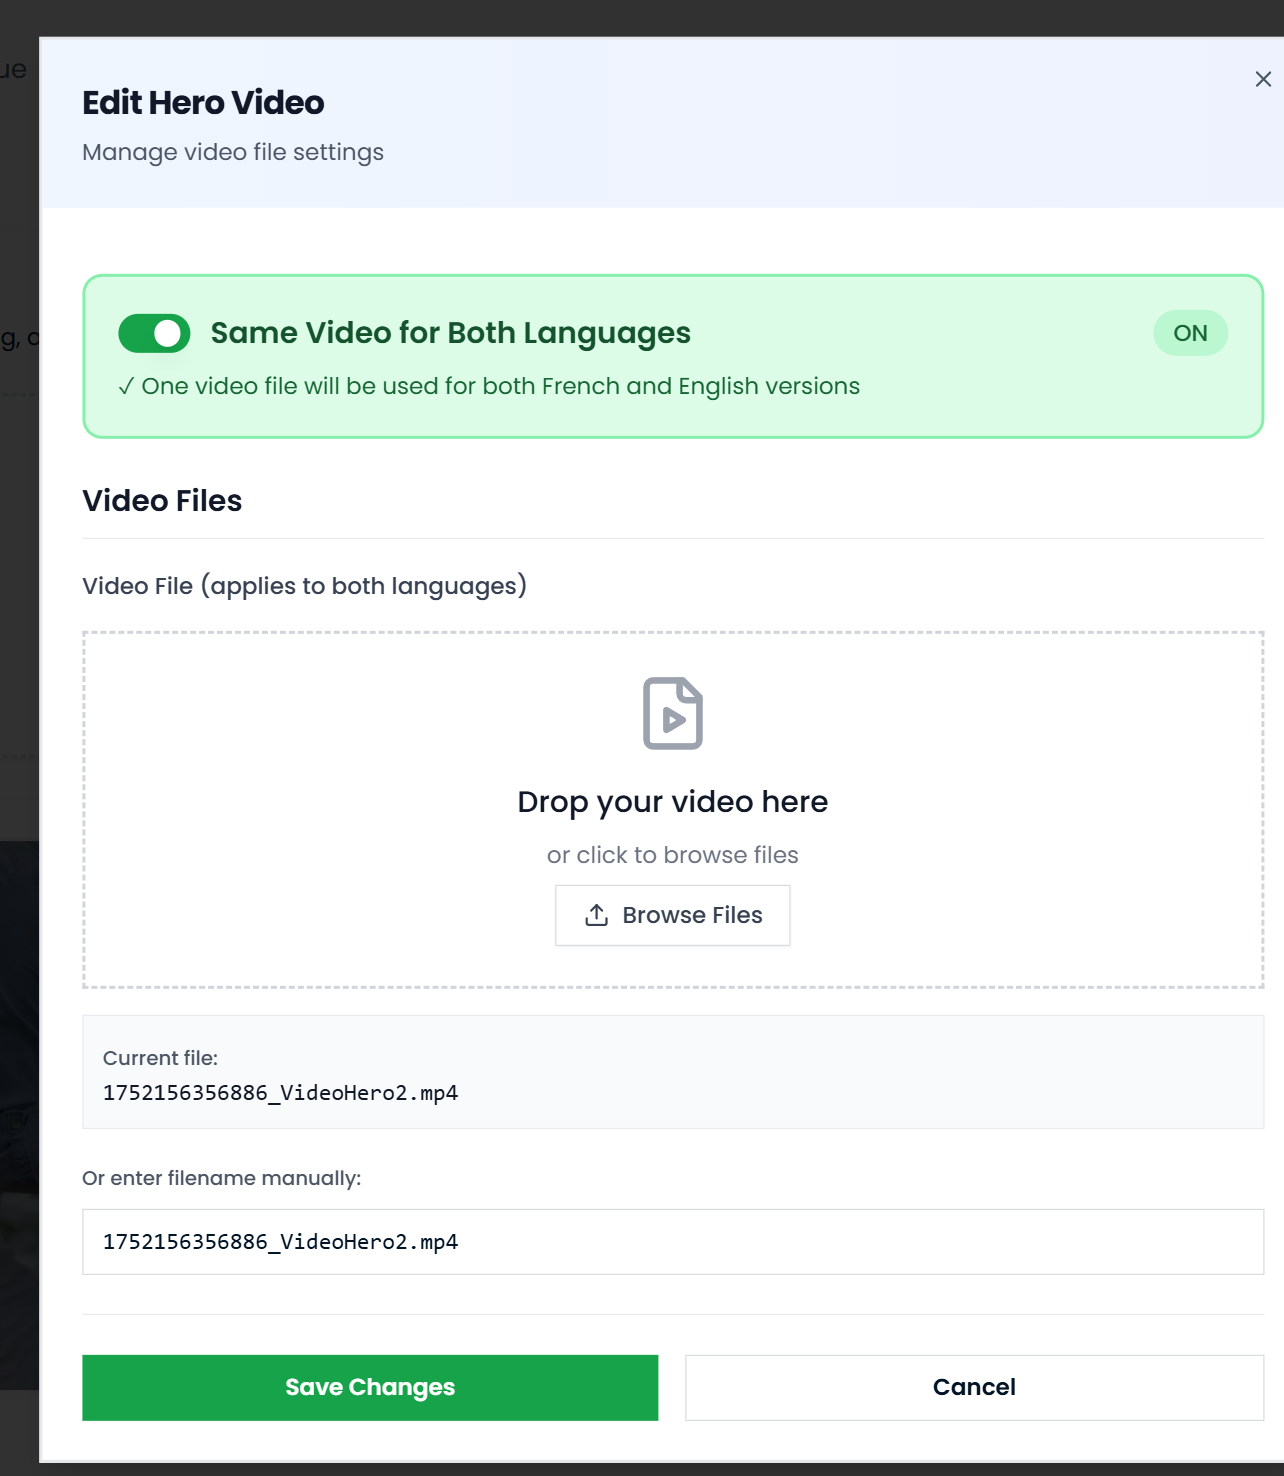 ue
Edit Hero Video
Manage video file settings
g, c
Same Video for Both Languages
ON
✓ One video file will be used for both French and English versions
Video Files
Video File (applies to both languages)
Drop your video here
or click to browse files
Browse Files
Current file:
1752156356886_VideoHero2.mp4
Or enter filename manually:
1752156356886_VideoHero2.mp4
Save Changes
Cancel